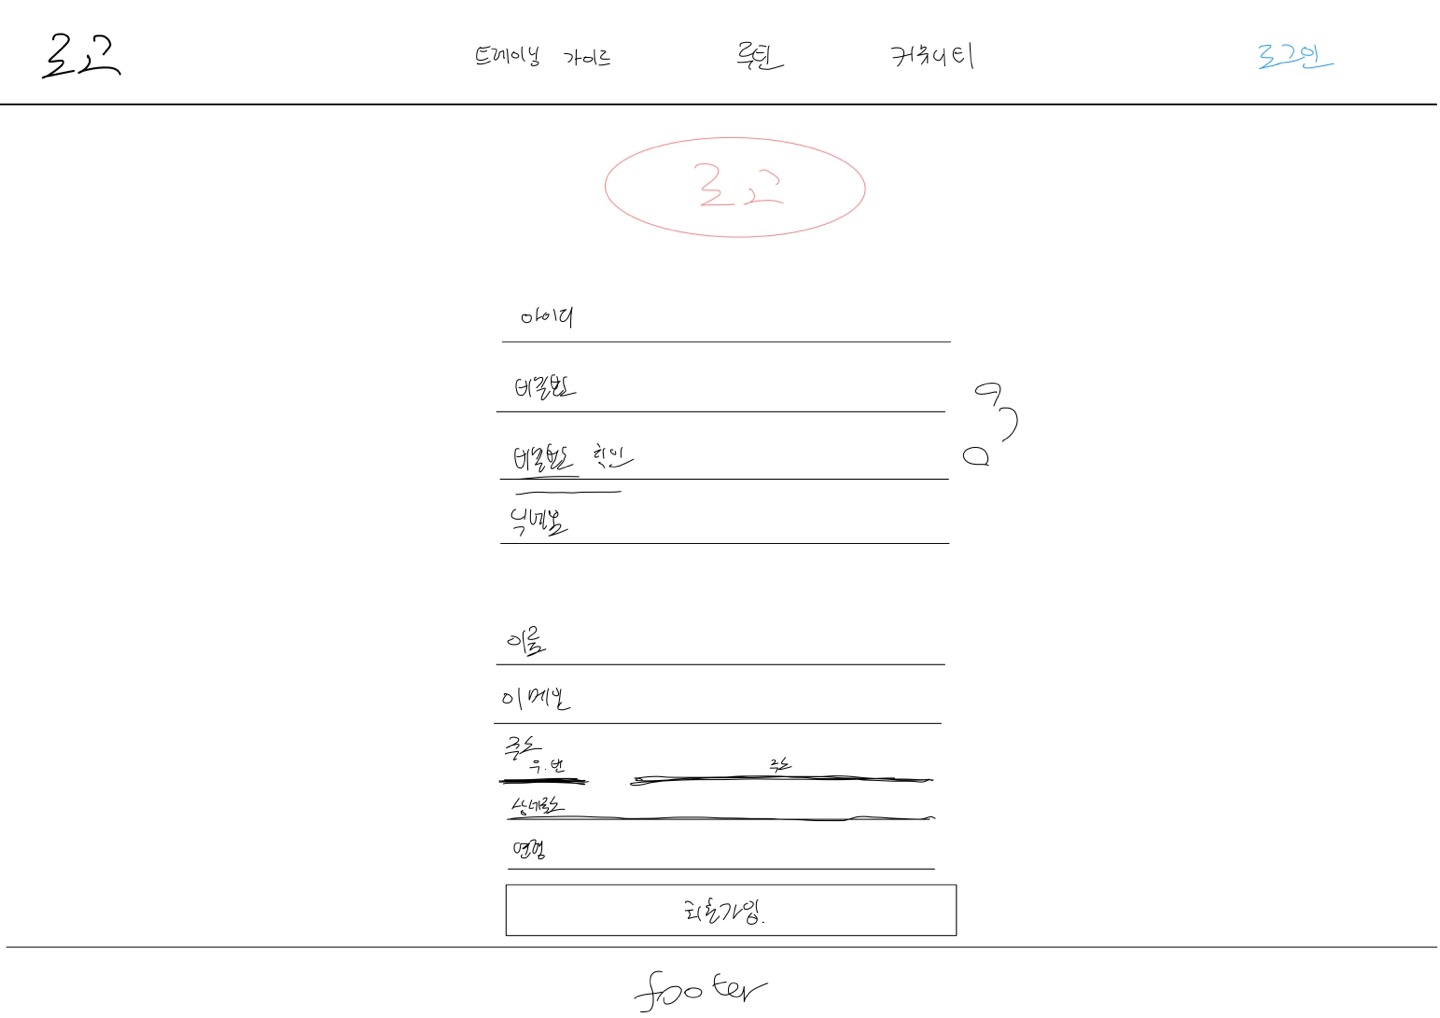 로고 트레이닝 가이드 루틴 커뮤니티 로그인
로고
아이디
비밀번호
비밀번호 확인
닉네임
이름
이메일
주소
우.번 주소
상세주소
연령
회원가입.
footer